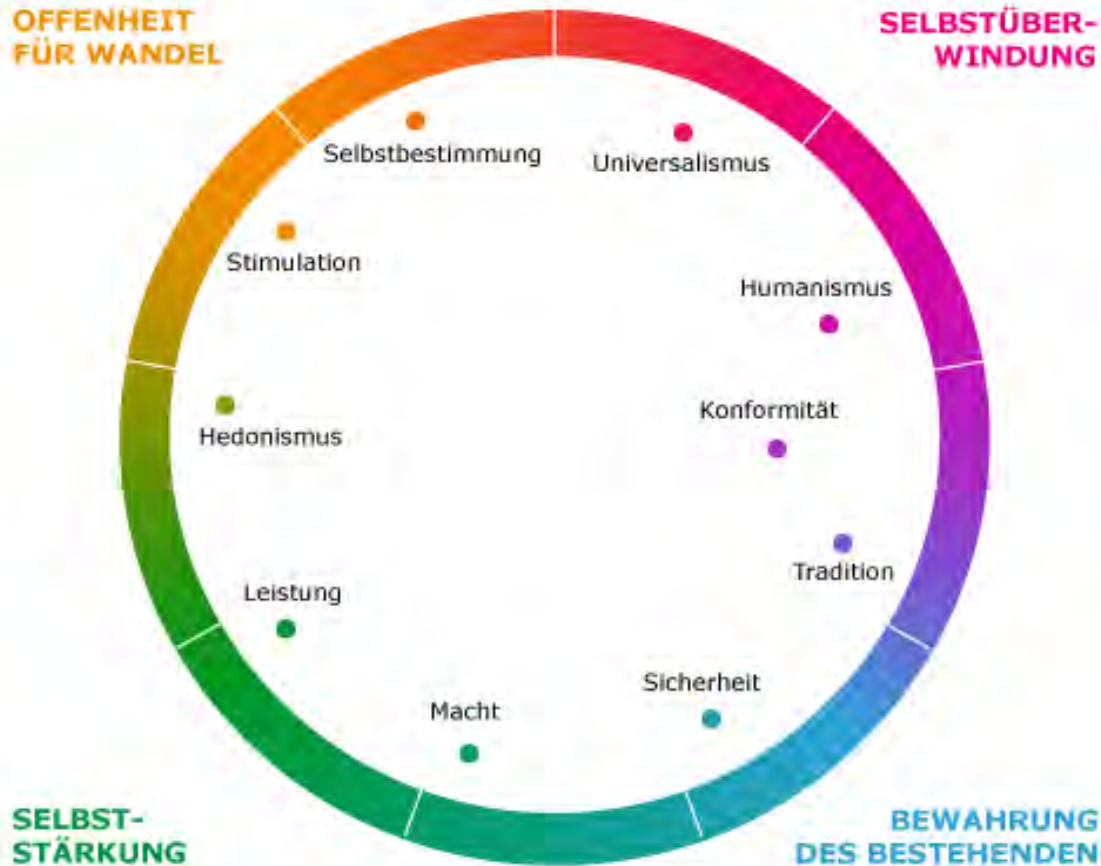 OFFENHEIT
FÜR WANDEL
SELBSTÜBER-
WINDUNG
Selbstbestimmung
Universalismus
Stimulation
Humanismus
Konformität
Hedonismus
Tradition
Leistung
Sicherheit
Macht
SELBST-
STÄRKUNG
BEWAHRUNG
DES BESTEHENDEN